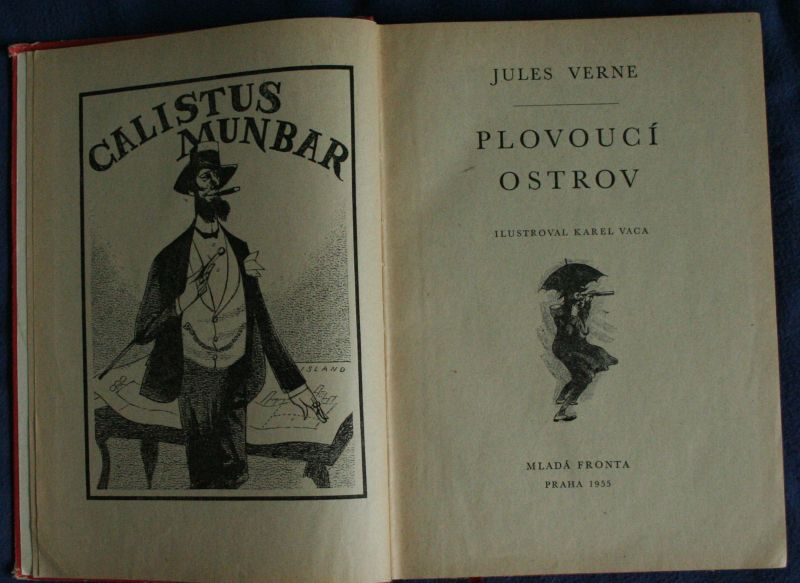 CALISTUS
MUNBAR
ISLAND
JULES VERNE
PLOVOUCÍ
OSTROV
ILUSTROVAL KAREL VACA
MLADÁ FRONTA
PRAHA 1955